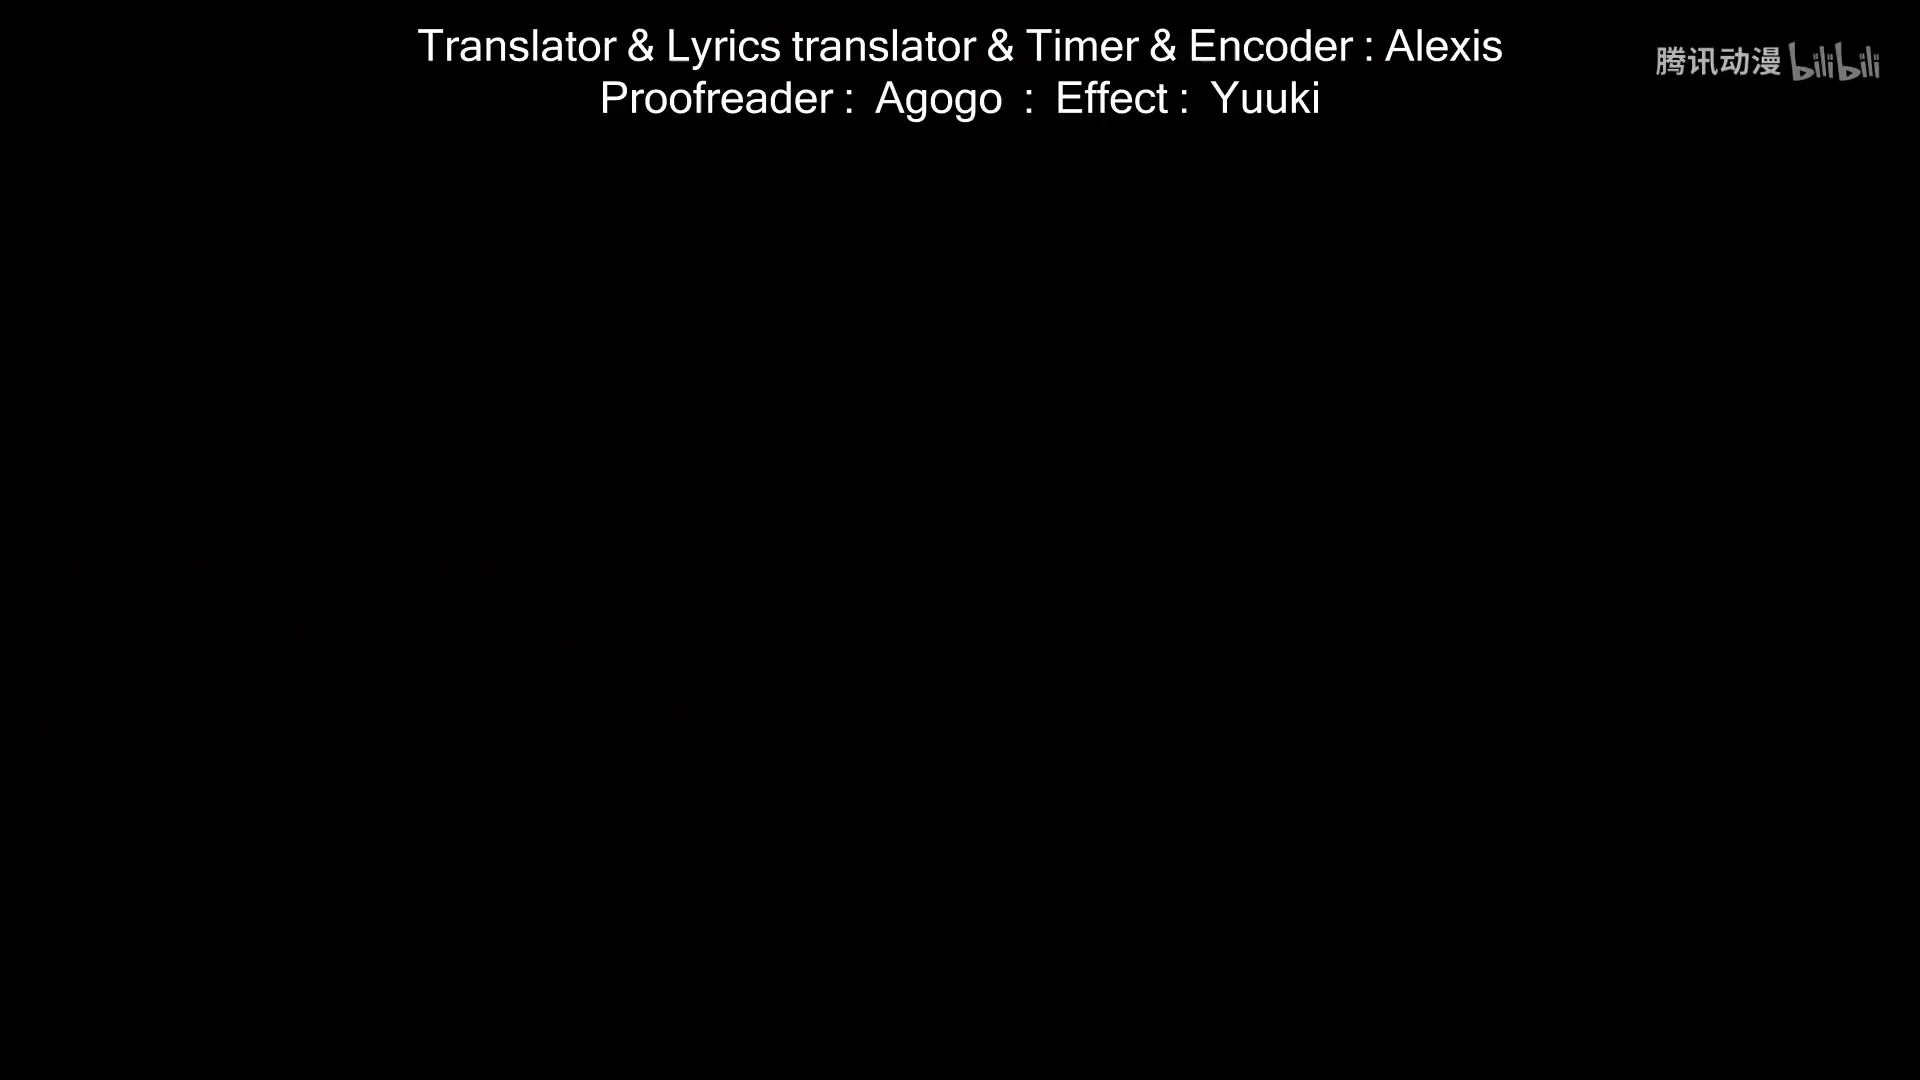 Translator & Lyrics translator & Timer & Encoder : Alexis
Proofreader :  Agogo  :  Effect :  Yuuki
腾讯动漫 bilibili